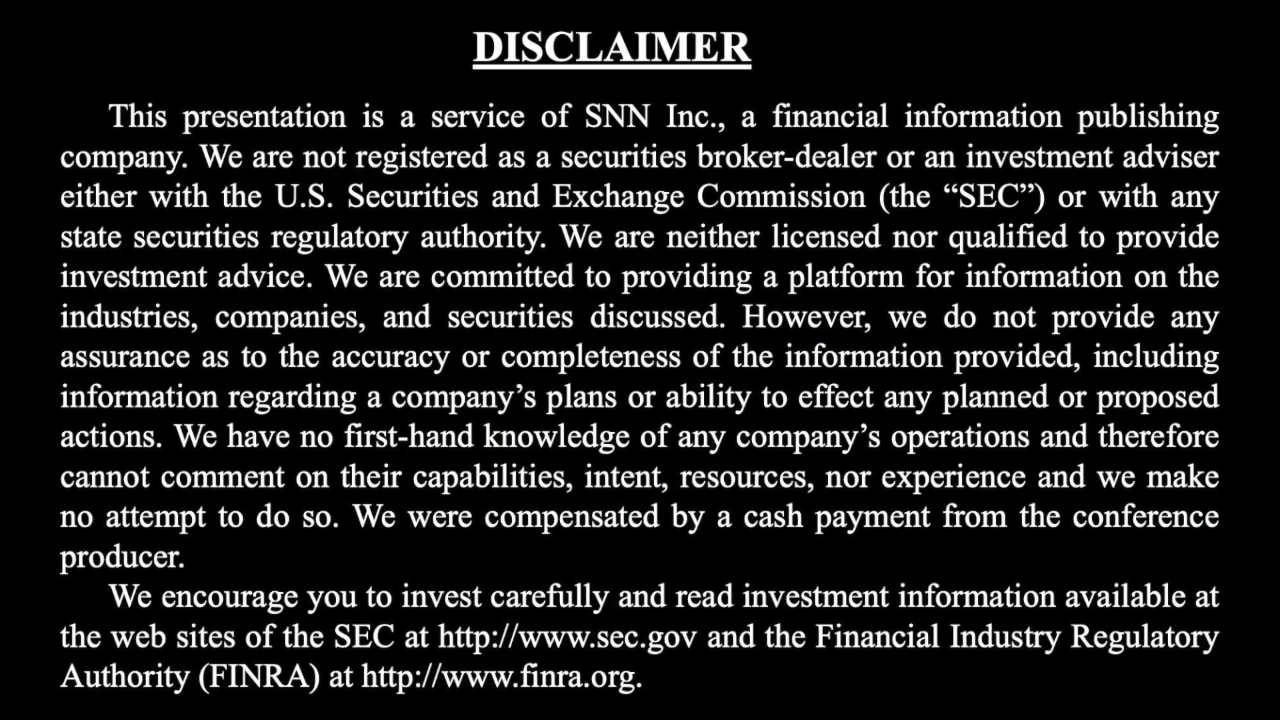 DISCLAIMER
This presentation is a service of SNN Inc., a financial information publishing
company. We are not registered as a securities broker-dealer or an investment adviser
either with the U.S. Securities and Exchange Commission (the “SEC”) or with any
state securities regulatory authority. We are neither licensed nor qualified to provide
investment advice. We are committed to providing a platform for information on the
industries, companies, and securities discussed. However, we do not provide any
assurance as to the accuracy or completeness of the information provided, including
information regarding a company’s plans or ability to effect any planned or proposed
actions. We have no first-hand knowledge of any company’s operations and therefore
cannot comment on their capabilities, intent, resources, nor experience and we make
no attempt to do so. We were compensated by a cash payment from the conference
producer.
We encourage you to invest carefully and read investment information available at
the web sites of the SEC at http://www.sec.gov and the Financial Industry Regulatory
Authority (FINRA) at http://www.finra.org.